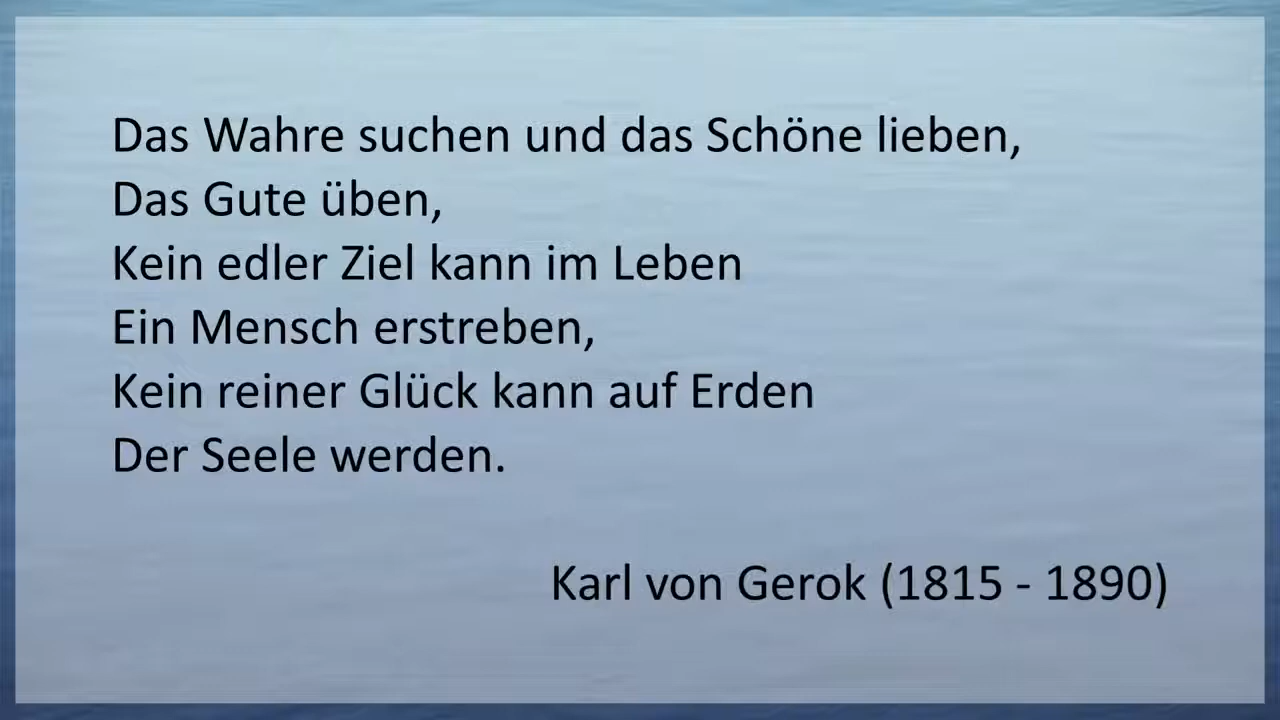 Das Wahre suchen und das Schöne lieben,
Das Gute üben,
Kein edler Ziel kann im Leben
Ein Mensch erstreben,
Kein reiner Glück kann auf Erden
Der Seele werden.
Karl von Gerok (1815 - 1890)